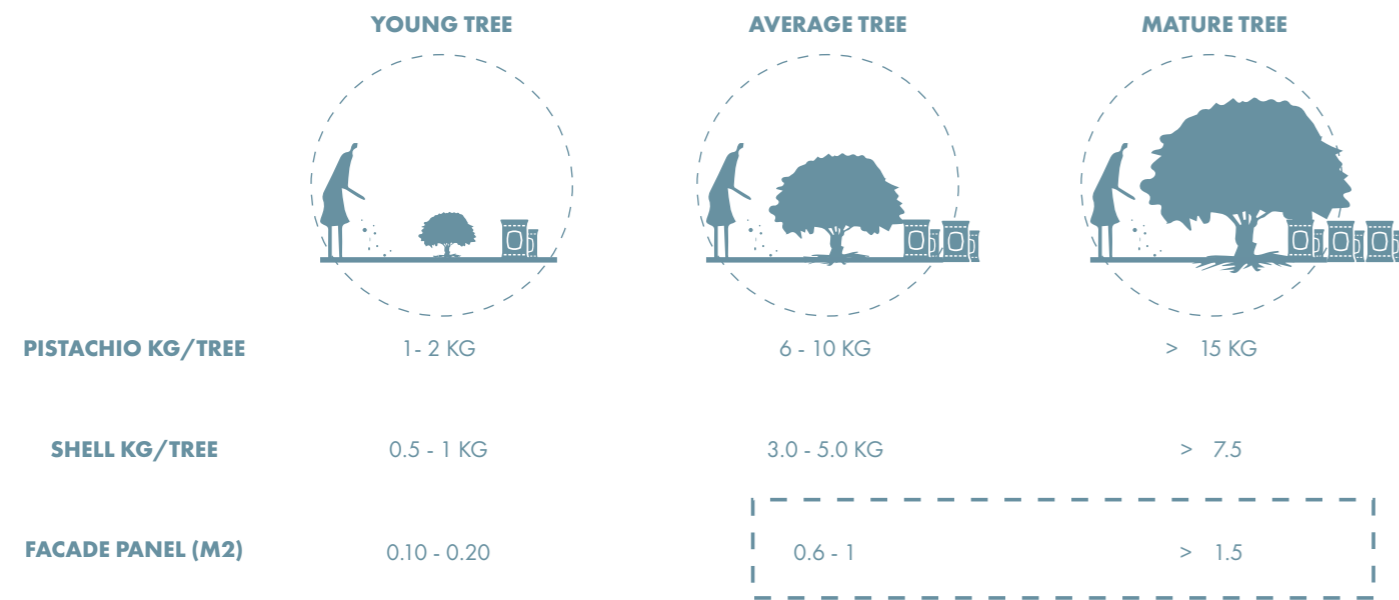 YOUNG TREE AVERAGE TREE MATURE TREE
PISTACHIO KG/TREE 1- 2 KG 6 - 10 KG > 15 KG
SHELL KG/TREE 0.5 - 1 KG 3.0 - 5.0 KG > 7.5
FACADE PANEL (M2) 0.10 - 0.20 0.6 - 1 > 1.5